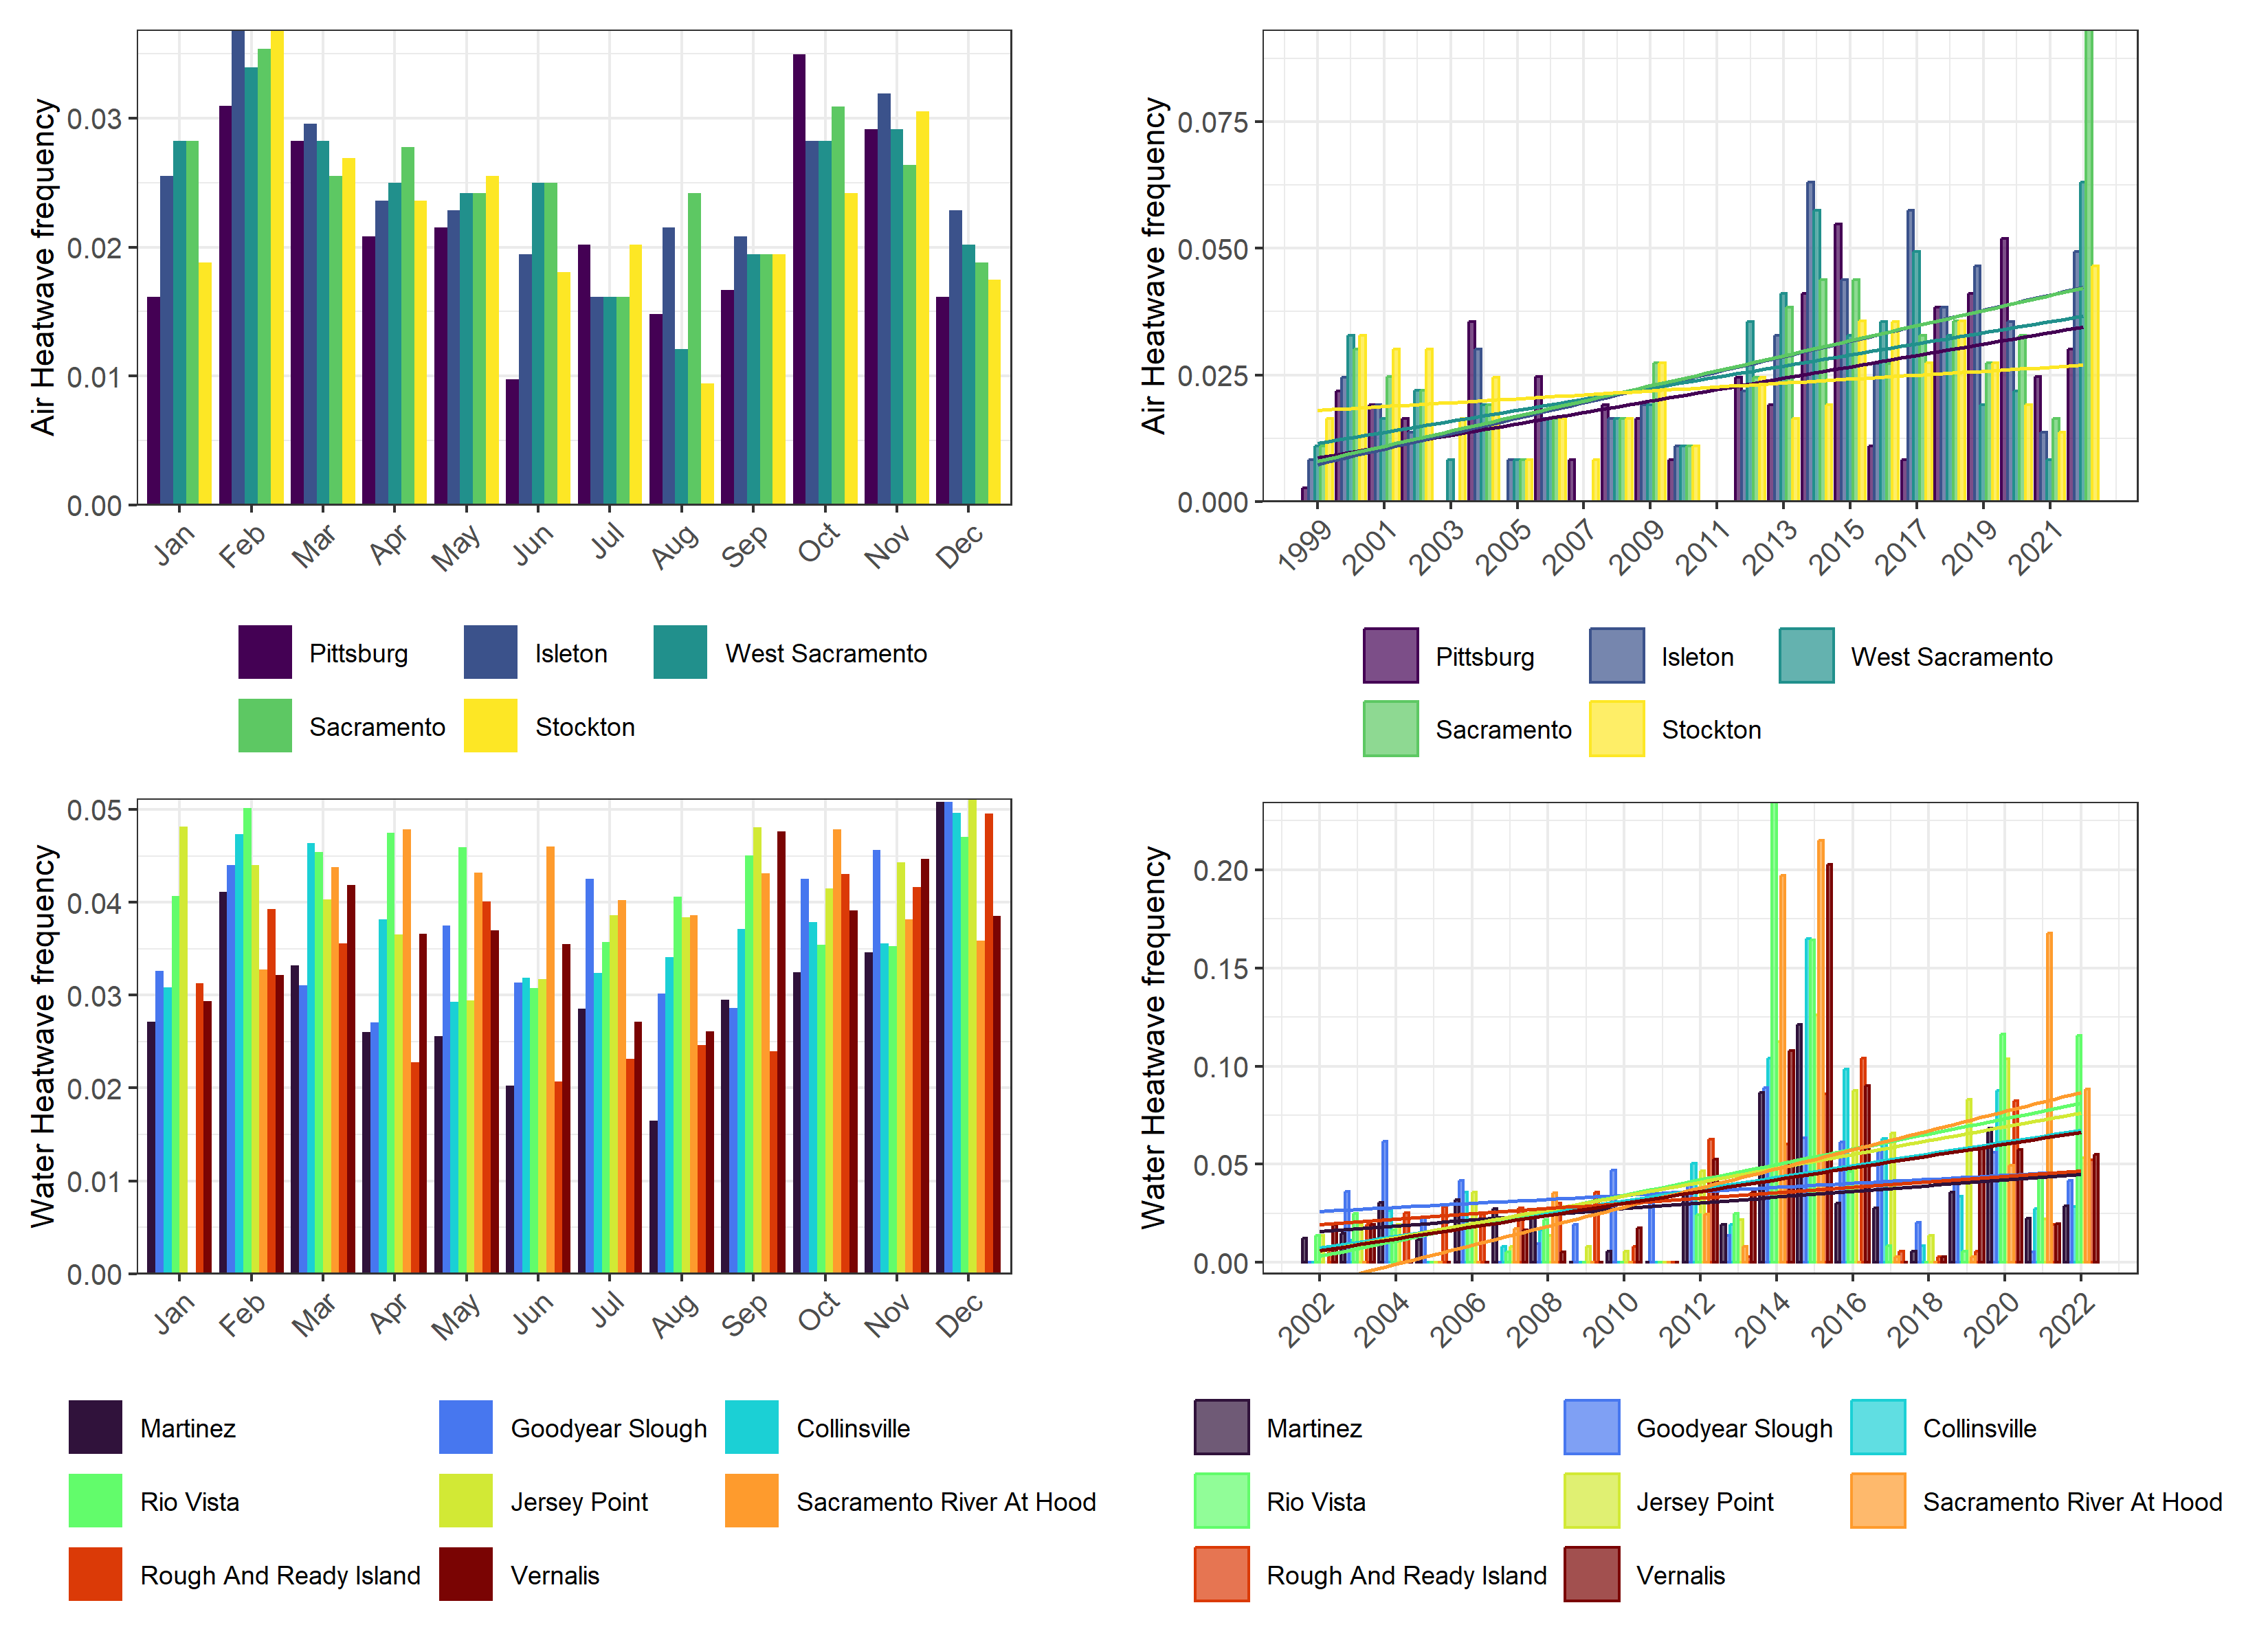 Air Heatwave frequency
0.03
0.02
0.01
0.00
Jan Feb Mar Apr May Jun Jul Aug Sep Oct Nov Dec
Pittsburg Isleton West Sacramento
Sacramento Stockton
Air Heatwave frequency
0.075
0.050
0.025
0.000
1999 2001 2003 2005 2007 2009 2011 2013 2015 2017 2019 2021
Pittsburg Isleton West Sacramento
Sacramento Stockton
Water Heatwave frequency
0.05
0.04
0.03
0.02
0.01
0.00
Jan Feb Mar Apr May Jun Jul Aug Sep Oct Nov Dec
Martinez Goodyear Slough Collinsville
Rio Vista Jersey Point Sacramento River At Hood
Rough And Ready Island Vernalis
Water Heatwave frequency
0.20
0.15
0.10
0.05
0.00
2002 2004 2006 2008 2010 2012 2014 2016 2018 2020 2022
Martinez Goodyear Slough Collinsville
Rio Vista Jersey Point Sacramento River At Hood
Rough And Ready Island Vernalis